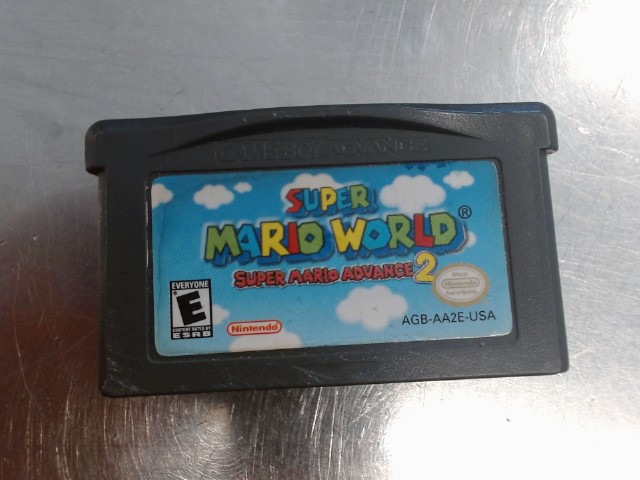 GAME BOY ADVANCE
SUPER
MARIO WORLD®
SUPER MARIO ADVANCE 2
EVERYONE
E
CONTENT RATED BY
ESRB
Nintendo
Nintendo
AGB-AA2E-USA